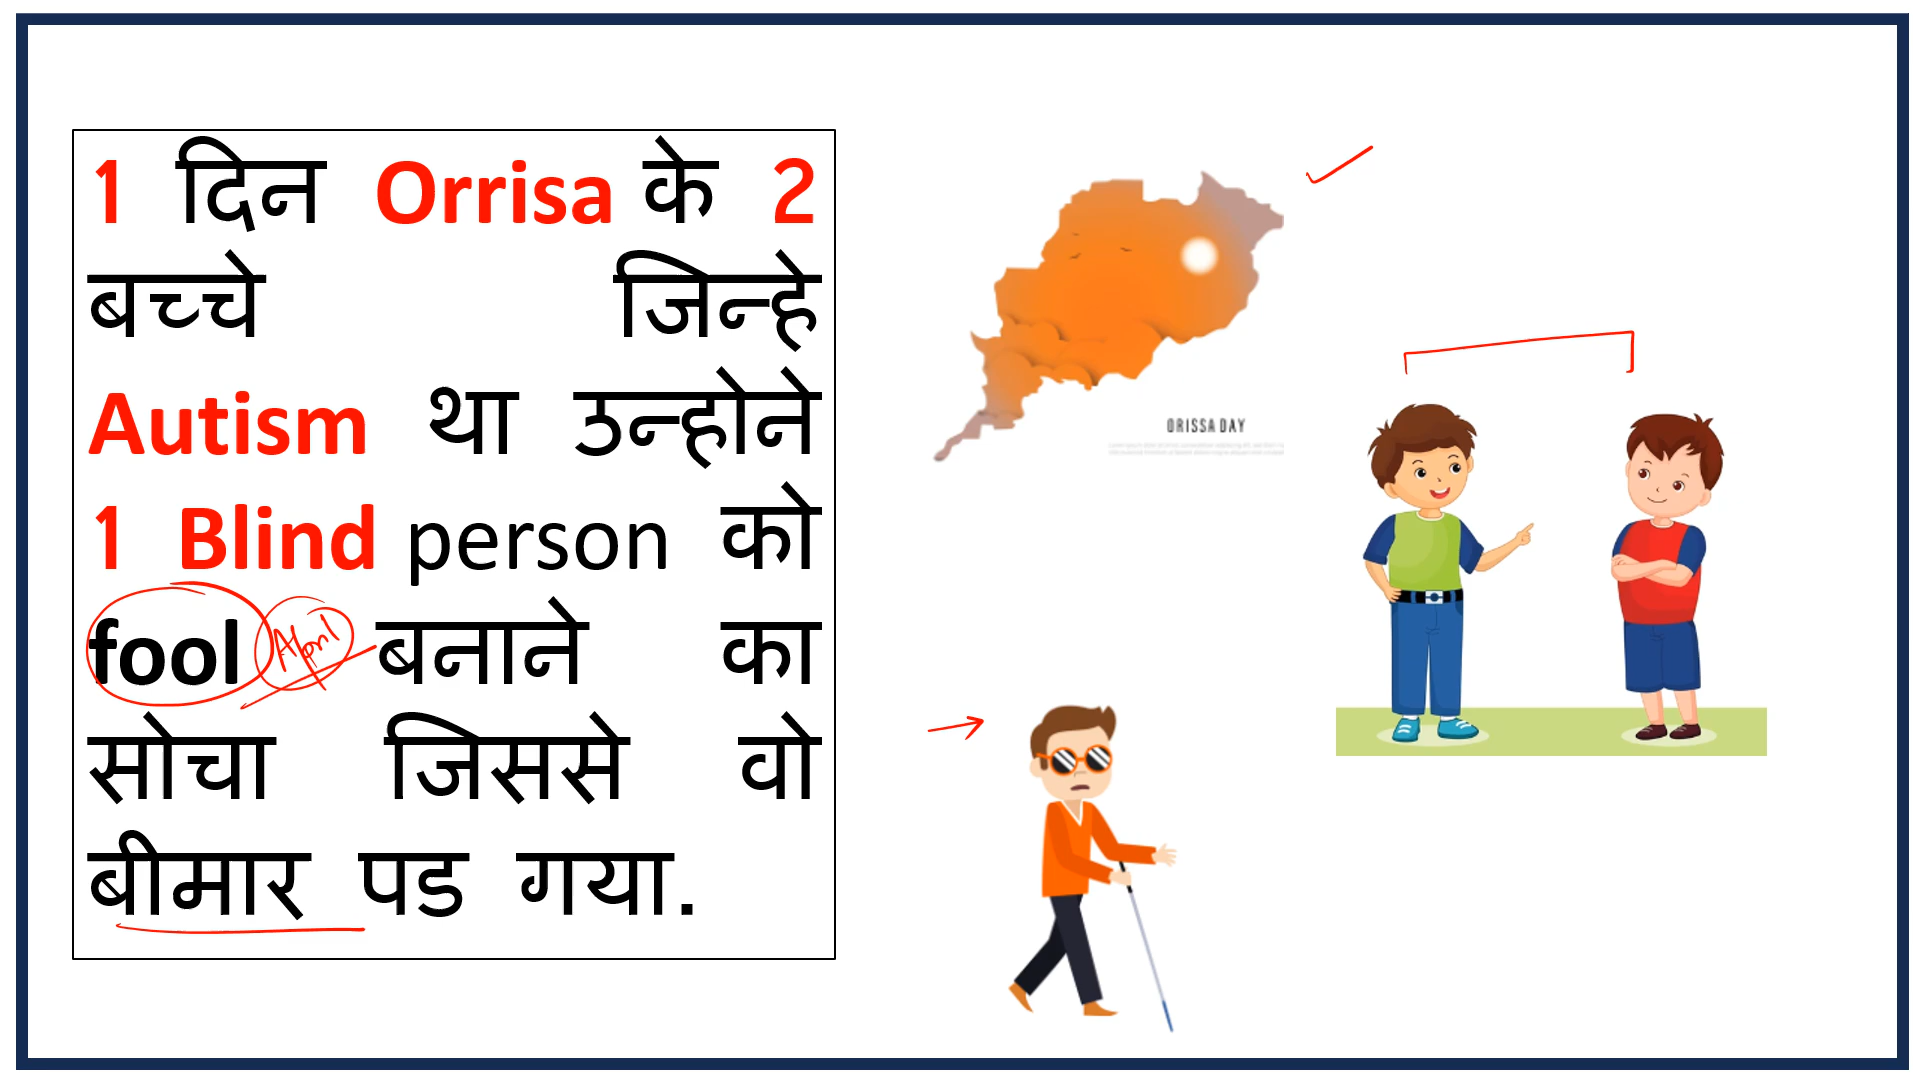 1 दिन Orrisa के 2
बच्चे जिन्हे
Autism था उन्होने
1 Blind person को
fool April बनाने का
सोचा जिससे वो
बीमार पड गया.
ORISSA DAY